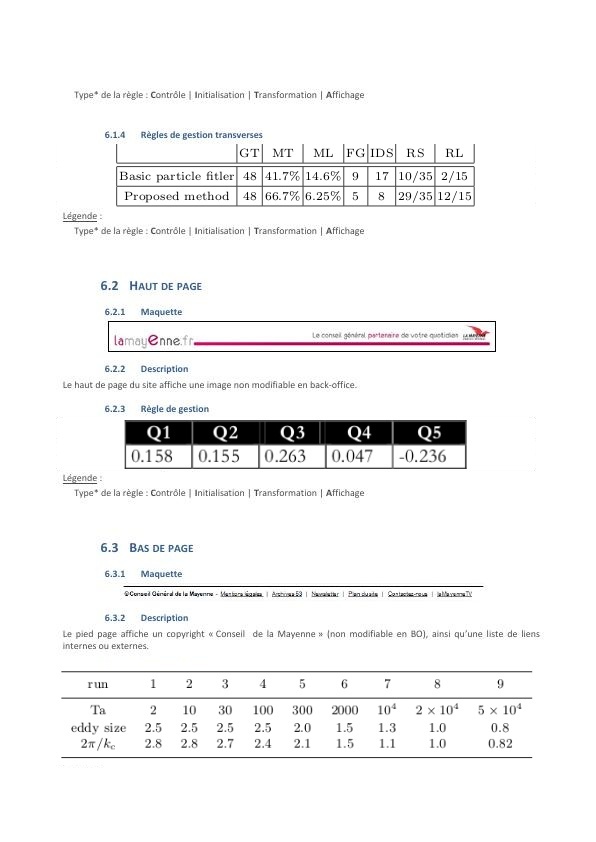 Type* de la règle : Contrôle | Initialisation | Transformation | Affichage
6.1.4 Règles de gestion transverses
GT MT ML FG IDS RS RL
Basic particle fitler 48 41.7% 14.6% 9 17 10/35 2/15
Proposed method 48 66.7% 6.25% 5 8 29/35 12/15
Légende :
Type* de la règle : Contrôle | Initialisation | Transformation | Affichage
6.2 HAUT DE PAGE
6.2.1 Maquette
lamayenne.fr Le conseil général partenaire de votre quotidien LA MAYENNE
6.2.2 Description
Le haut de page du site affiche une image non modifiable en back-office.
6.2.3 Règle de gestion
Q1 Q2 Q3 Q4 Q5
0.158 0.155 0.263 0.047 -0.236
Légende :
Type* de la règle : Contrôle | Initialisation | Transformation | Affichage
6.3 BAS DE PAGE
6.3.1 Maquette
©Conseil Général de la Mayenne - Mentions légales | Archives 53 | Newsletter | Plan du site | Contactez-nous | laMayenneTV
6.3.2 Description
Le pied page affiche un copyright « Conseil de la Mayenne » (non modifiable en BO), ainsi qu'une liste de liens
internes ou externes.
run 1 2 3 4 5 6 7 8 9
Ta 2 10 30 100 300 2000 10⁴ 2 × 10⁴ 5 × 10⁴
eddy size 2.5 2.5 2.5 2.5 2.0 1.5 1.3 1.0 0.8
2π/k_c 2.8 2.8 2.7 2.4 2.1 1.5 1.1 1.0 0.82